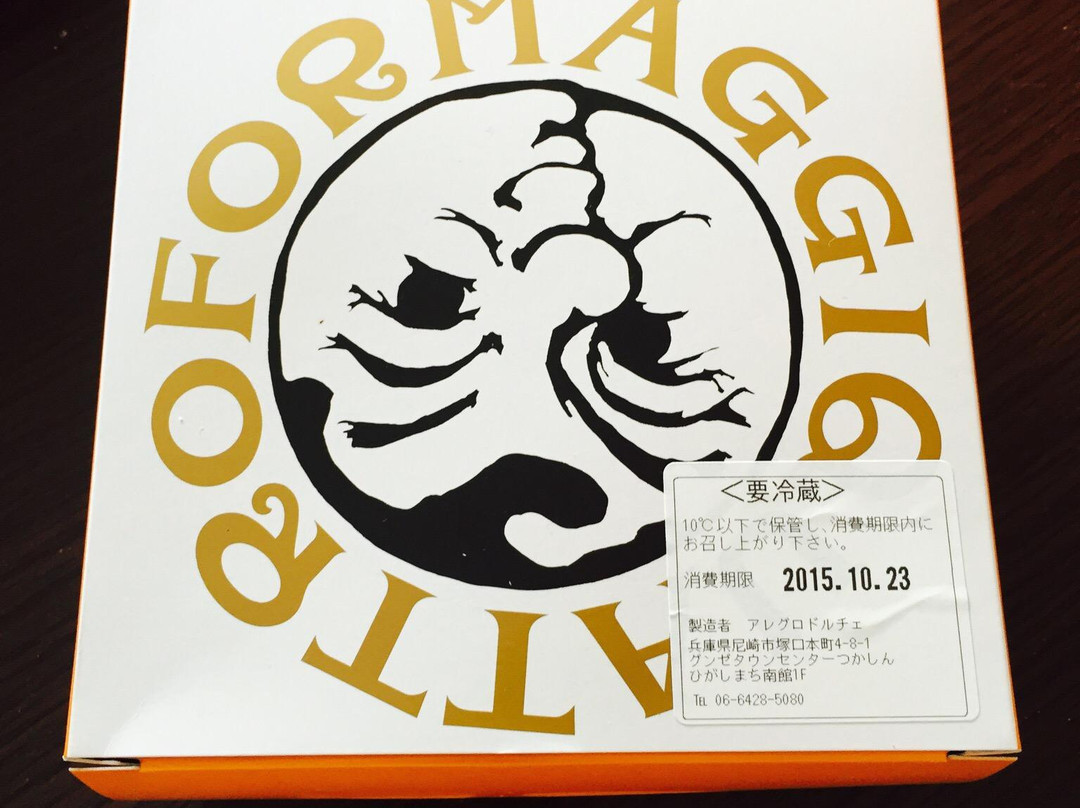 ATTROFORMAGGIO
＜要冷蔵＞
10℃以下で保管し、消費期限内に
お召し上がり下さい。
消費期限 2015.10.23
製造者 アレグロドルチェ
兵庫県尼崎市塚口本町4-8-1
グンゼタウンセンターつかしん
ひがしまち南館1F
℡ 06-6428-5080